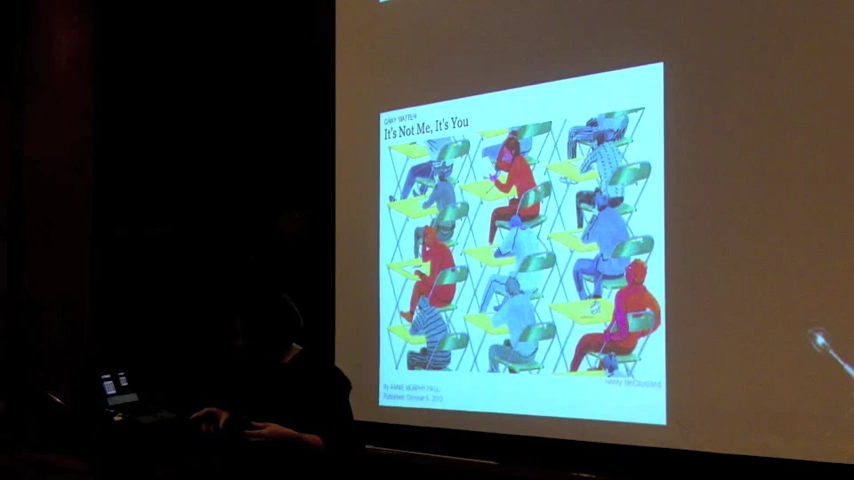 GRAY MATTER
It's Not Me, It's You
By ANNIE MURPHY PAUL
Published: October 6, 2012
Henry McCausland